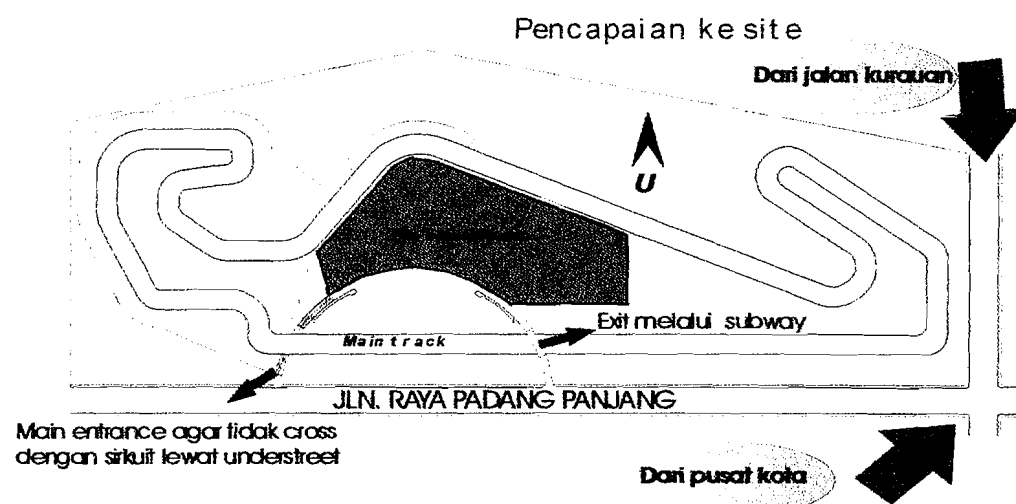 Pencapaian ke site
Dari jalan kurauan
U
Exit melalui subway
Main track
JLN. RAYA PADANG PANJANG
Main entrance agar tidak cross
dengan sirkuit lewat understreet
Dari pusat kota